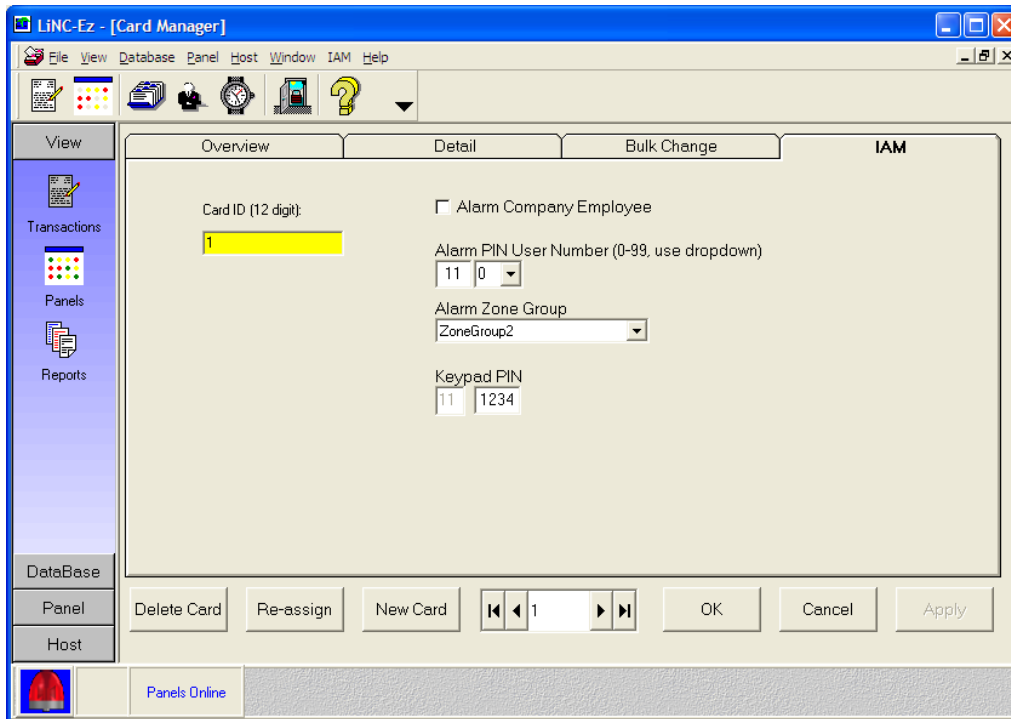 LiNC-Ez - [Card Manager]
File View Database Panel Host Window IAM Help
View
Overview Detail Bulk Change IAM
Transactions
Panels
Reports
Card ID (12 digit):
1
Alarm Company Employee
Alarm PIN User Number (0-99, use dropdown)
11 0
Alarm Zone Group
ZoneGroup2
Keypad PIN
11 1234
DataBase
Panel
Host
Delete Card Re-assign New Card 1 OK Cancel Apply
Panels Online